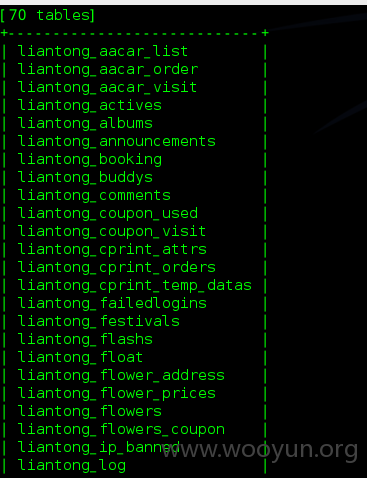 [70 tables]
+----------------------------+
| liantong_aacar_list |
| liantong_aacar_order |
| liantong_aacar_visit |
| liantong_actives |
| liantong_albums |
| liantong_announcements |
| liantong_booking |
| liantong_buddys |
| liantong_comments |
| liantong_coupon_used |
| liantong_coupon_visit |
| liantong_cprint_attrs |
| liantong_cprint_orders |
| liantong_cprint_temp_datas |
| liantong_failedlogins |
| liantong_festivals |
| liantong_flashs |
| liantong_float |
| liantong_flower_address |
| liantong_flower_prices |
| liantong_flowers |
| liantong_flowers_coupon |
| liantong_ip_banned |
| liantong_log |
www.wooyun.org